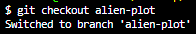 $ git checkout alien-plot
Switched to branch 'alien-plot'